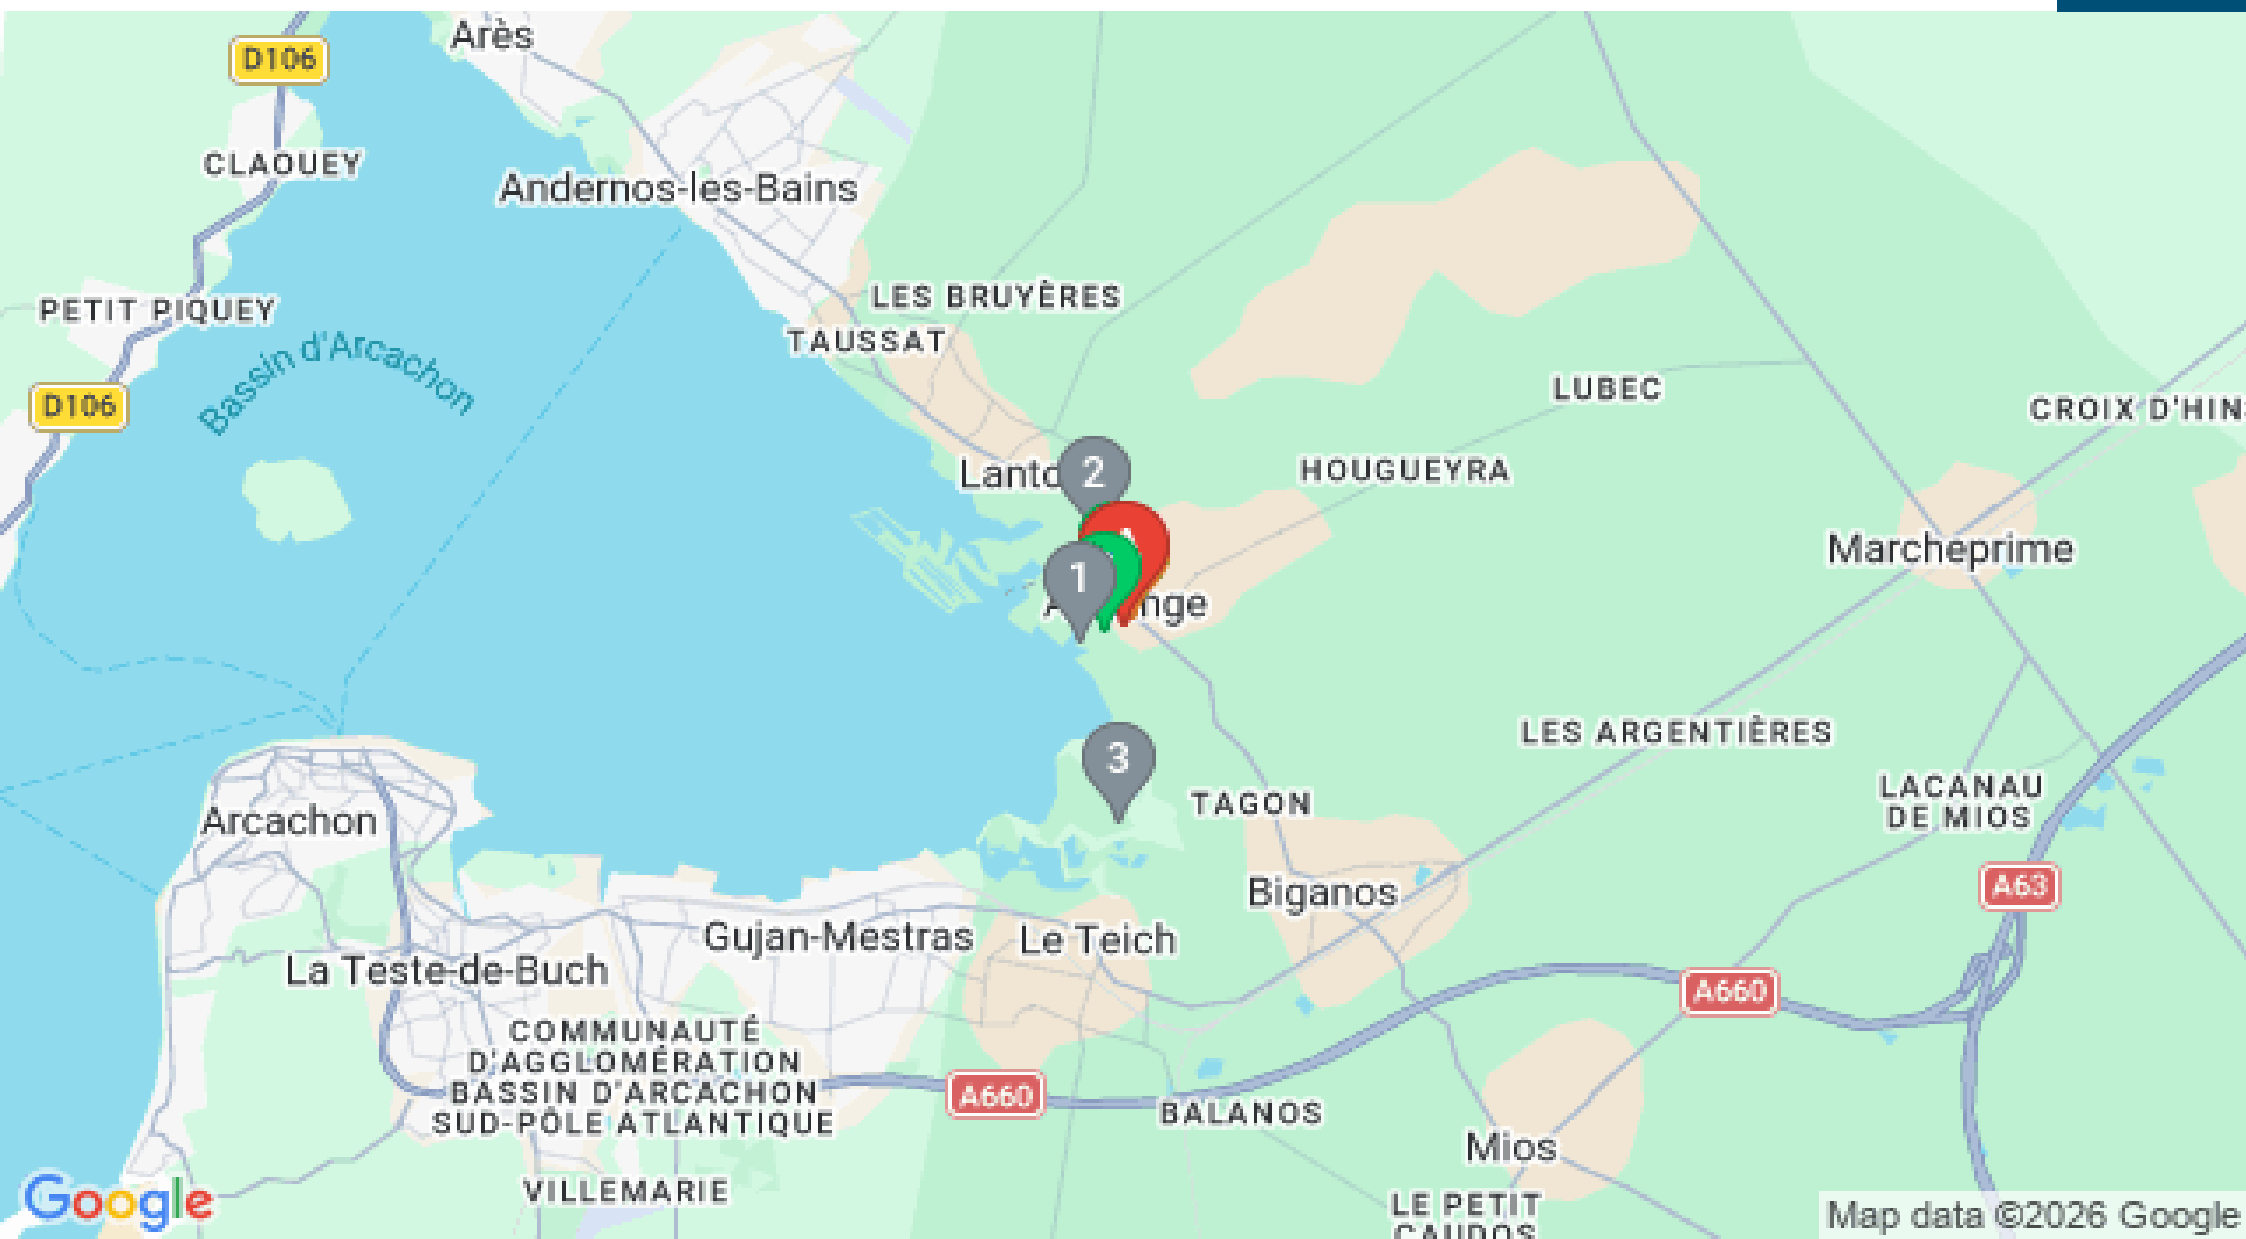 Arès
D106
CLAOUEY
Andernos-les-Bains
PETIT PIQUEY
LES BRUYÈRES
TAUSSAT
Bassin d'Arcachon
D106
LUBEC
CROIX D'HINS
2
HOUGUEYRA
Marcheprime
1
LES ARGENTIÈRES
3
TAGON
LACANAU
DE MIOS
Arcachon
A63
Biganos
Gujan-Mestras
Le Teich
La Teste-de-Buch
A660
COMMUNAUTÉ
D'AGGLOMÉRATION
BASSIN D'ARCACHON
SUD-PÔLE ATLANTIQUE
A660
BALANOS
Mios
VILLEMARIE
LE PETIT
CAUDOS
Google
Map data ©2026 Google